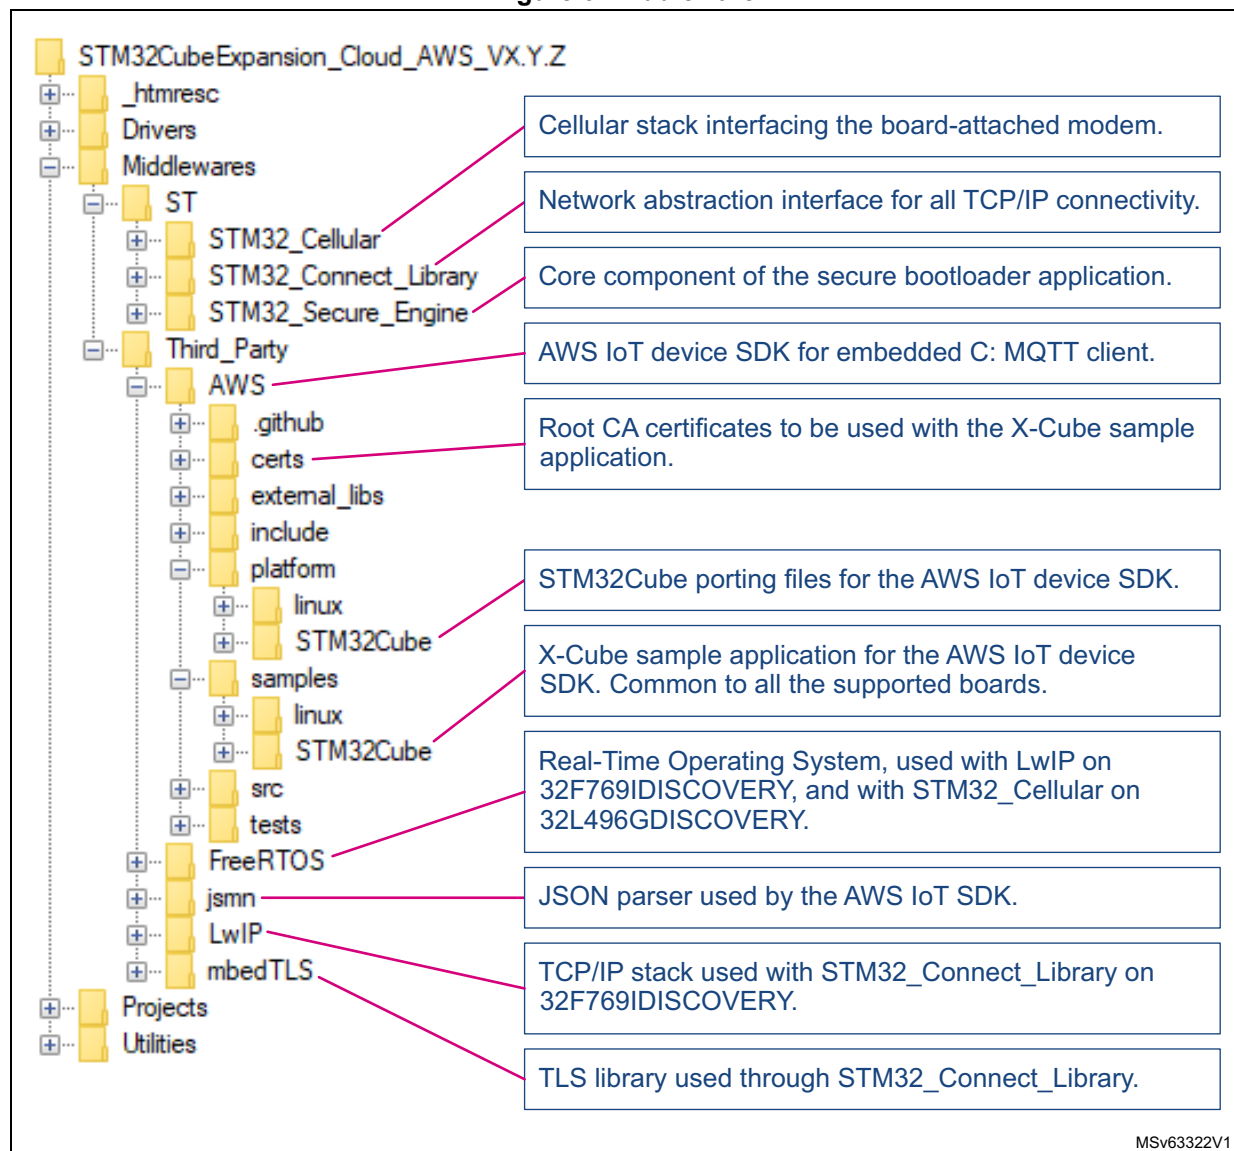 STM32CubeExpansion_Cloud_AWS_VX.Y.Z
_htmresc
Drivers
Middlewares
ST
STM32_Cellular
STM32_Connect_Library
STM32_Secure_Engine
Third_Party
AWS
.github
certs
external_libs
include
platform
linux
STM32Cube
samples
linux
STM32Cube
src
tests
FreeRTOS
jsmn
LwIP
mbedTLS
Projects
Utilities
Cellular stack interfacing the board-attached modem.
Network abstraction interface for all TCP/IP connectivity.
Core component of the secure bootloader application.
AWS IoT device SDK for embedded C: MQTT client.
Root CA certificates to be used with the X-Cube sample
application.
STM32Cube porting files for the AWS IoT device SDK.
X-Cube sample application for the AWS IoT device
SDK. Common to all the supported boards.
Real-Time Operating System, used with LwIP on
32F769IDISCOVERY, and with STM32_Cellular on
32L496GDISCOVERY.
JSON parser used by the AWS IoT SDK.
TCP/IP stack used with STM32_Connect_Library on
32F769IDISCOVERY.
TLS library used through STM32_Connect_Library.
MSv63322V1